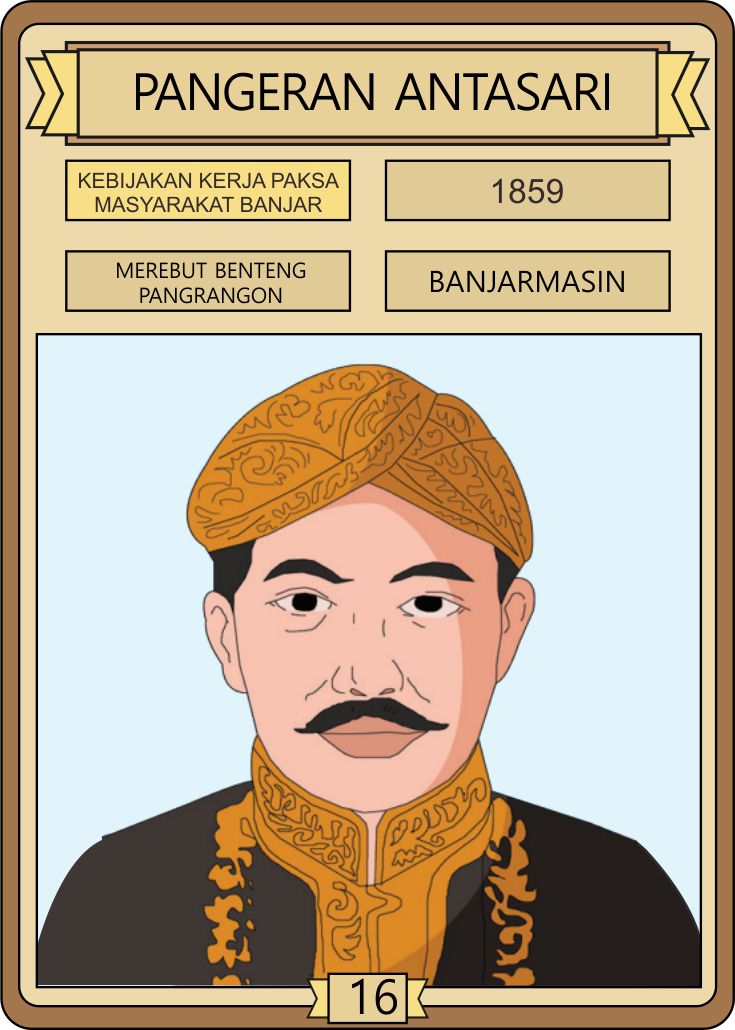 PANGERAN ANTASARI
KEBIJAKAN KERJA PAKSA
MASYARAKAT BANJAR
1859
MEREBUT BENTENG
PANGRANGON
BANJARMASIN
16